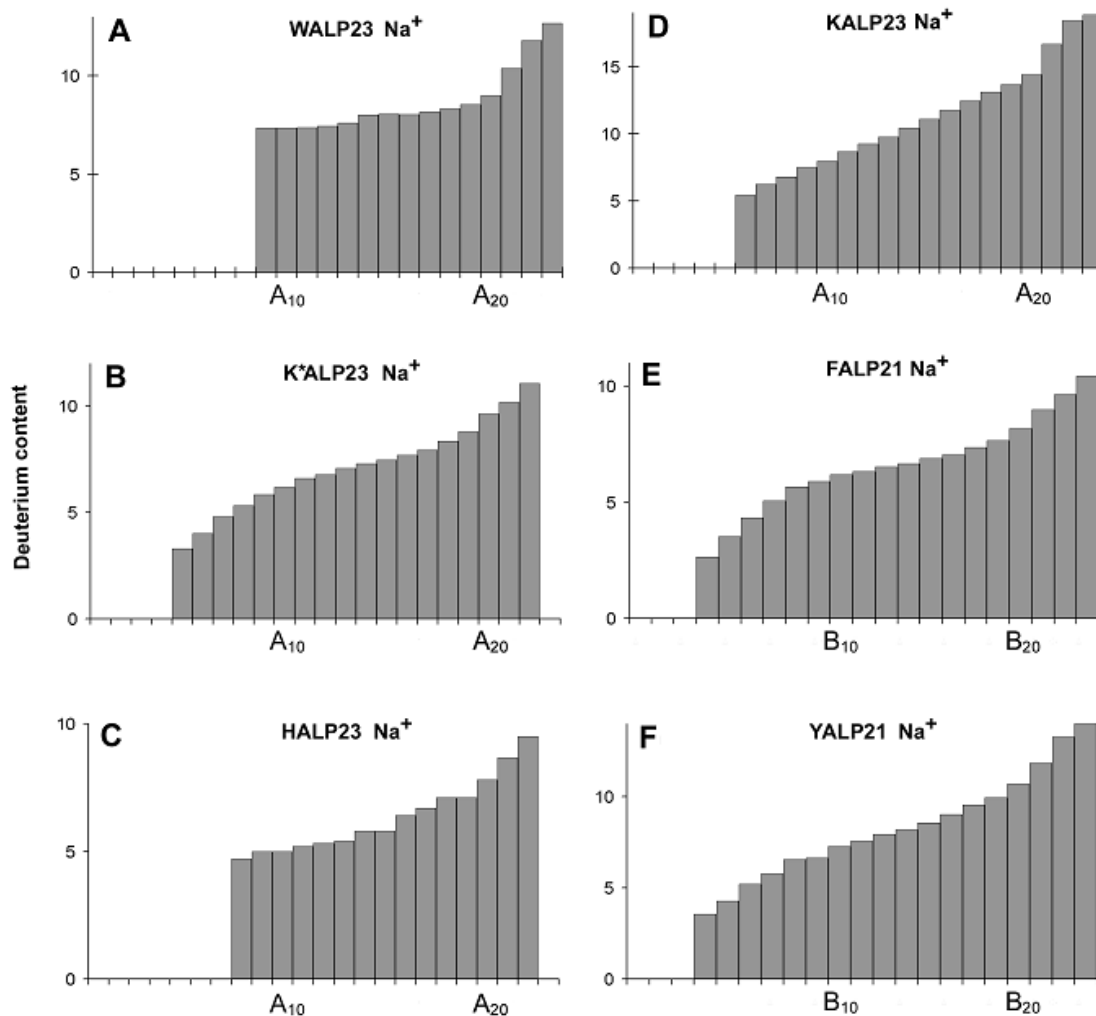 Deuterium content
A
WALP23 Na+
10
5
0
A10
A20
B
K*ALP23 Na+
10
5
0
A10
A20
C
HALP23 Na+
10
5
0
A10
A20
D
KALP23 Na+
15
10
5
0
A10
A20
E
FALP21 Na+
10
5
0
B10
B20
F
YALP21 Na+
10
5
0
B10
B20